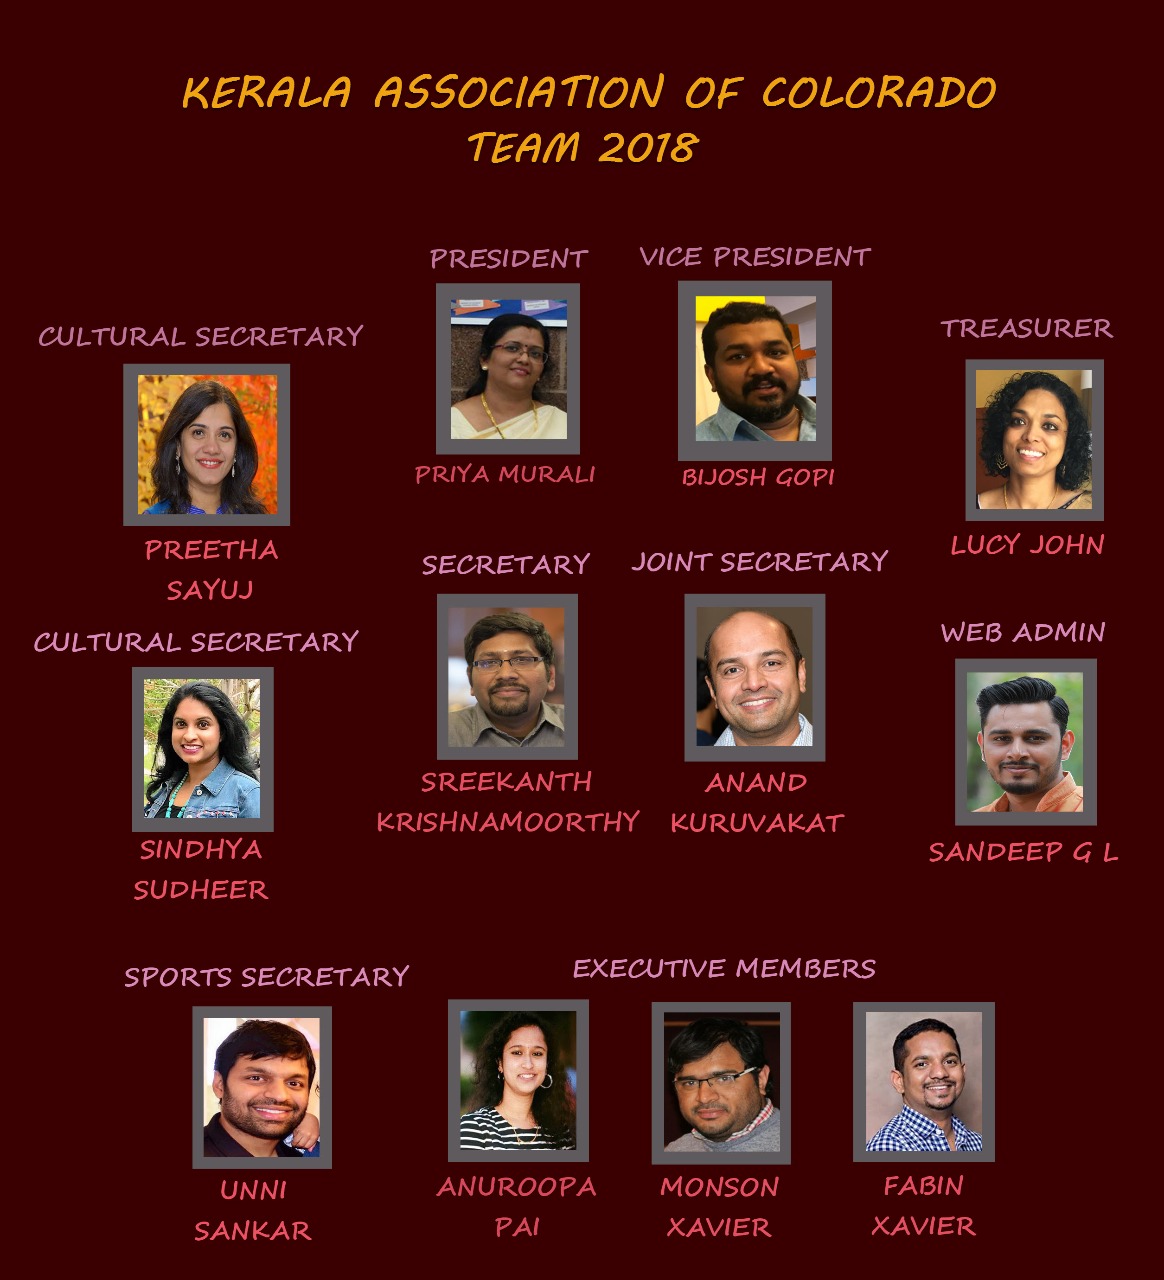 KERALA ASSOCIATION OF COLORADO
TEAM 2018
PRESIDENT
VICE PRESIDENT
CULTURAL SECRETARY
TREASURER
PRIYA MURALI
BIJOSH GOPI
PREETHA
SAYUJ
LUCY JOHN
SECRETARY
JOINT SECRETARY
CULTURAL SECRETARY
WEB ADMIN
SREEKANTH
KRISHNAMOORTHY
ANAND
KURUVAKAT
SINDHYA
SUDHEER
SANDEEP G L
SPORTS SECRETARY
EXECUTIVE MEMBERS
UNNI
SANKAR
ANUROOPA
PAI
MONSON
XAVIER
FABIN
XAVIER